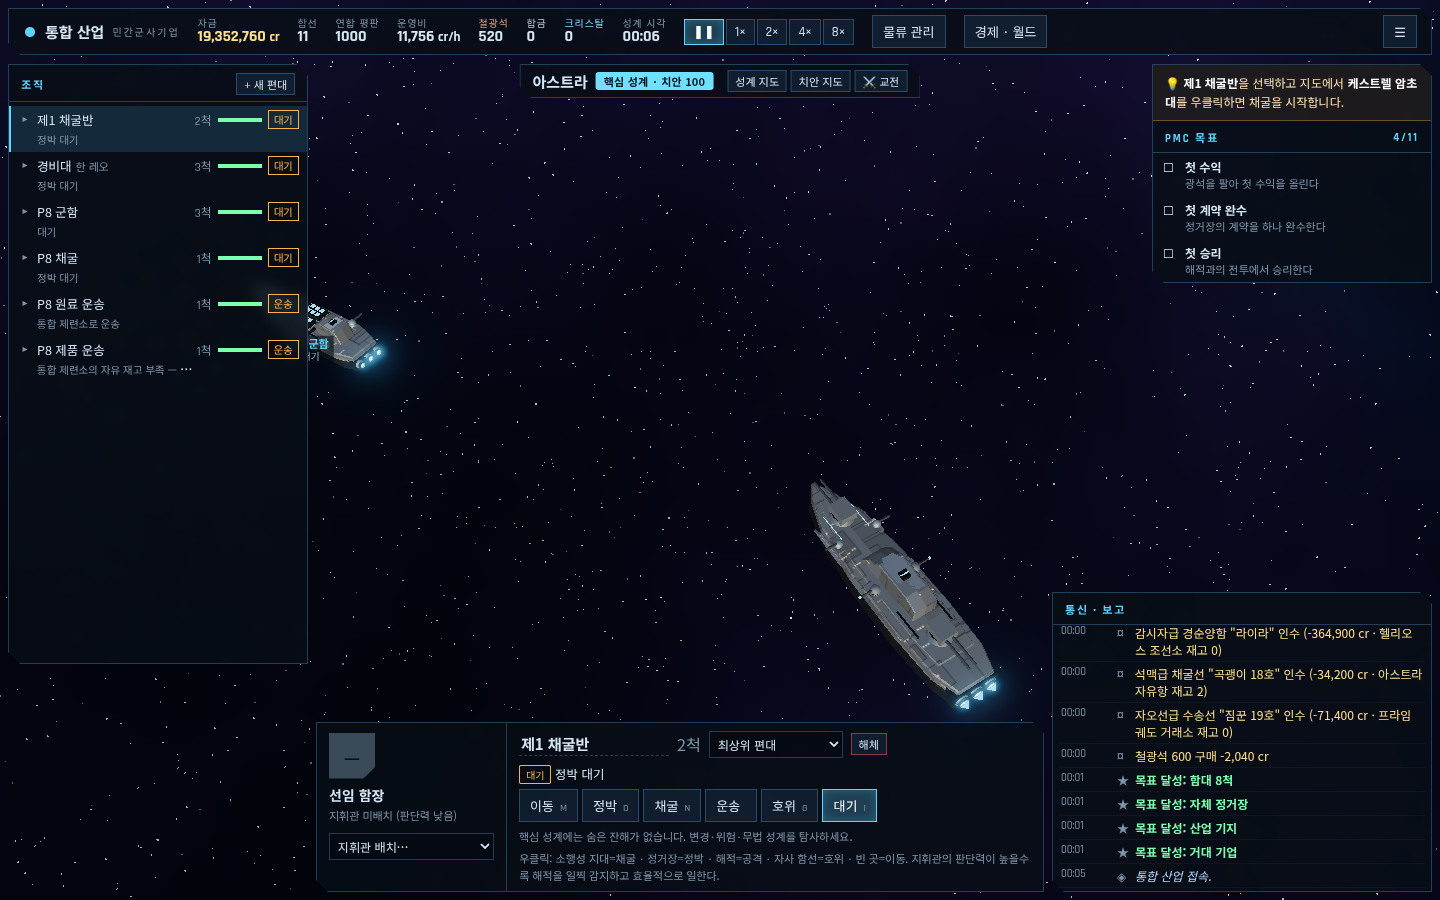 통합 산업 민간군사기업
자금 19,352,760 cr
함선 11
연합 평판 1000
운영비 11,756 cr/h
철광석 520
합금 0
크리스탈 0
성계 시각 00:06
❚❚ 1× 2× 4× 8×
물류 관리
경제 · 월드
☰
조직
+ 새 편대
▸ 제1 채굴반 2척 대기
정박 대기
▸ 경비대 한 레오 3척 대기
정박 대기
▸ P8 군함 3척 대기
대기
▸ P8 채굴 1척 대기
정박 대기
▸ P8 원료 운송 1척 운송
통합 제련소로 운송
▸ P8 제품 운송 1척 운송
통합 제련소의 자유 재고 부족 — ⋯
아스트라 핵심 성계 · 치안 100 성계 지도 치안 지도 ⚔ 교전
군함
💡 제1 채굴반을 선택하고 지도에서 케스트렐 암초
대를 우클릭하면 채굴을 시작합니다.
PMC 목표 4/11
☐ 첫 수익
광석을 팔아 첫 수익을 올린다
☐ 첫 계약 완수
정거장의 계약을 하나 완수한다
☐ 첫 승리
해적과의 전투에서 승리한다
—
선임 함장
지휘관 미배치 (판단력 낮음)
지휘관 배치⋯
제1 채굴반 2척 최상위 편대 해체
대기 정박 대기
이동 M 정박 D 채굴 N 운송 호위 G 대기 I
핵심 성계에는 숨은 잔해가 없습니다. 변경·위험·무법 성계를 탐사하세요.
우클릭: 소행성 지대=채굴 · 정거장=정박 · 해적=공격 · 자사 함선=호위 · 빈 곳=이동. 지휘관의 판단력이 높을수
록 해적을 일찍 감지하고 효율적으로 일한다.
통신 · 보고
00:00 ¤ 감시자급 경순양함 "라이라" 인수 (-364,900 cr · 헬리오
스 조선소 재고 0)
00:00 ¤ 석맥급 채굴선 "곡괭이 18호" 인수 (-34,200 cr · 아스트라
자유항 재고 2)
00:00 ¤ 자오선급 수송선 "짐꾼 19호" 인수 (-71,400 cr · 프라임
궤도 거래소 재고 0)
00:00 ¤ 철광석 600 구매 -2,040 cr
00:01 ★ 목표 달성: 함대 8척
00:01 ★ 목표 달성: 자체 정거장
00:01 ★ 목표 달성: 산업 기지
00:01 ★ 목표 달성: 거대 기업
00:05 ◈ 통합 산업 접속.